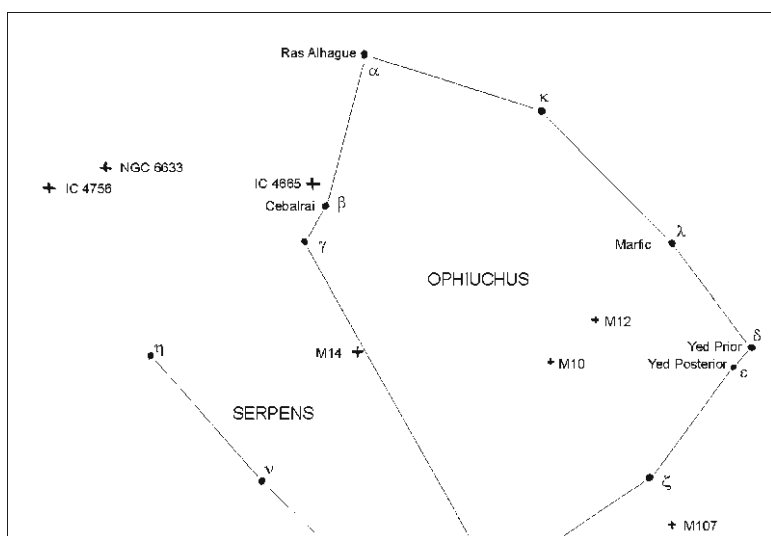 Ras Alhague
α
κ
NGC 6633
IC 4756
IC 4665
Cebalrai
β
γ
λ
Marfic
OPHIUCHUS
M12
δ
Yed Prior
M14
η
M10
Yed Posterior
ε
SERPENS
ν
ζ
M107